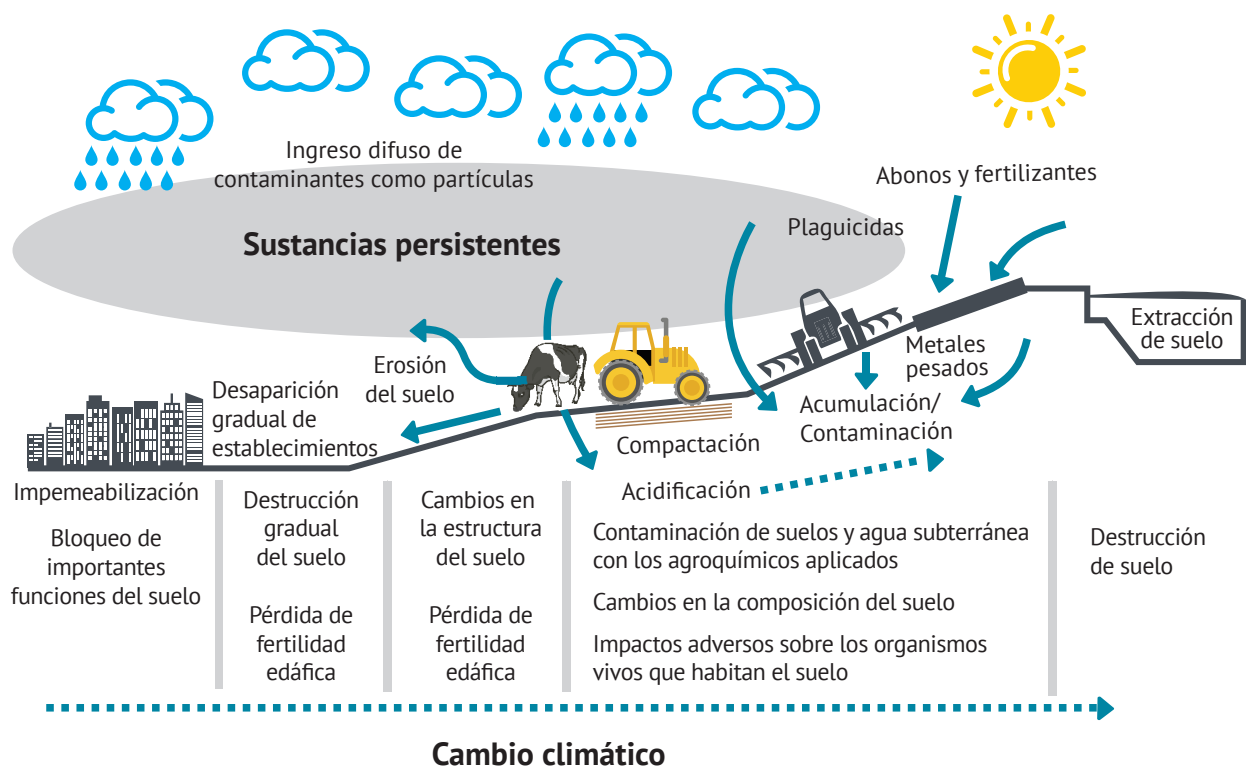 Ingreso difuso de
contaminantes como partículas
Sustancias persistentes
Abonos y fertilizantes
Plaguicidas
Extracción
de suelo
Metales
pesados
Erosión
del suelo
Desaparición
gradual de
establecimientos
Acumulación/
Contaminación
Compactación
Acidificación
Impemeabilización
Bloqueo de
importantes
funciones del suelo
Destrucción
gradual
del suelo
Pérdida de
fertilidad
edáfica
Cambios en
la estructura
del suelo
Pérdida de
fertilidad
edáfica
Contaminación de suelos y agua subterránea
con los agroquímicos aplicados
Cambios en la composición del suelo
Impactos adversos sobre los organismos
vivos que habitan el suelo
Destrucción
de suelo
Cambio climático